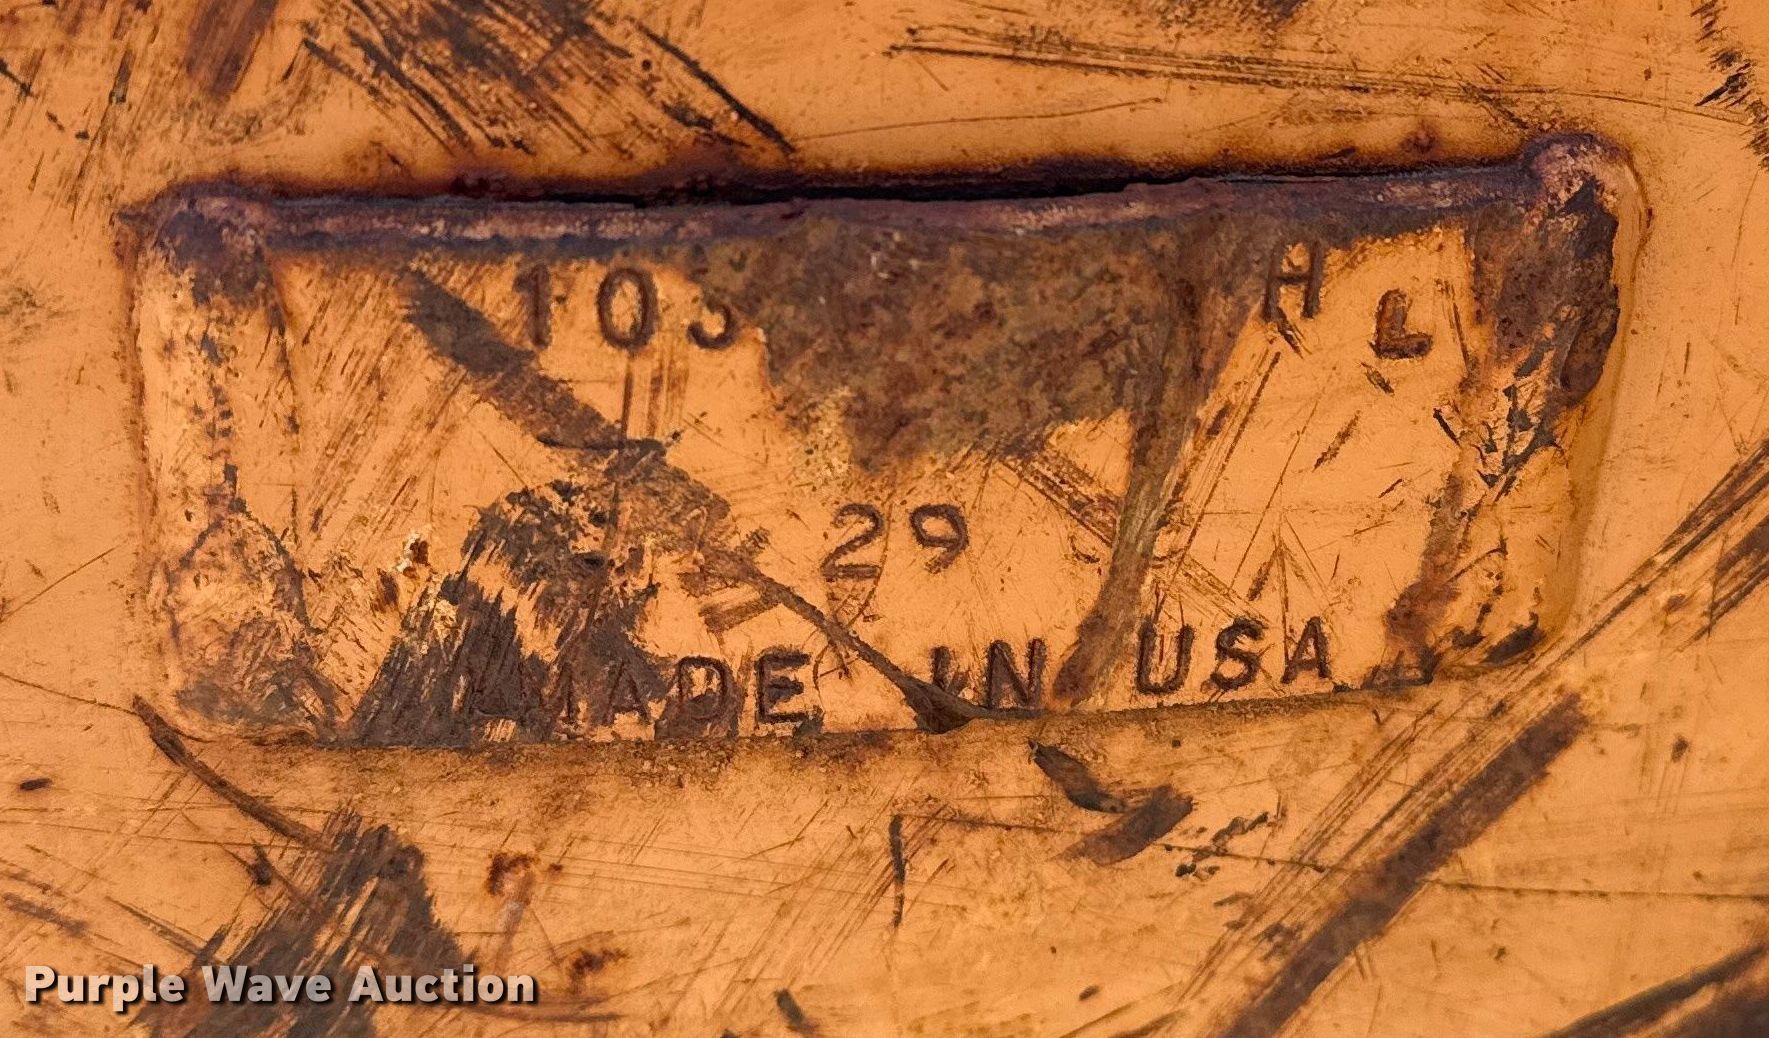 103 HL
29
MADE IN USA
Purple Wave Auction